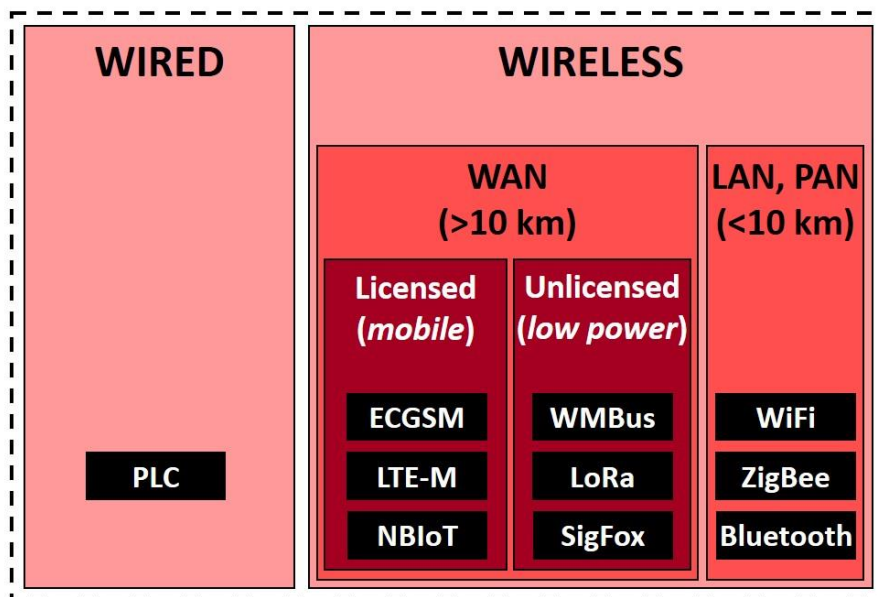 WIRED
PLC
WIRELESS
WAN
(>10 km)
Licensed
(mobile)
ECGSM
LTE-M
NBIoT
Unlicensed
(low power)
WMBus
LoRa
SigFox
LAN, PAN
(<10 km)
WiFi
ZigBee
Bluetooth